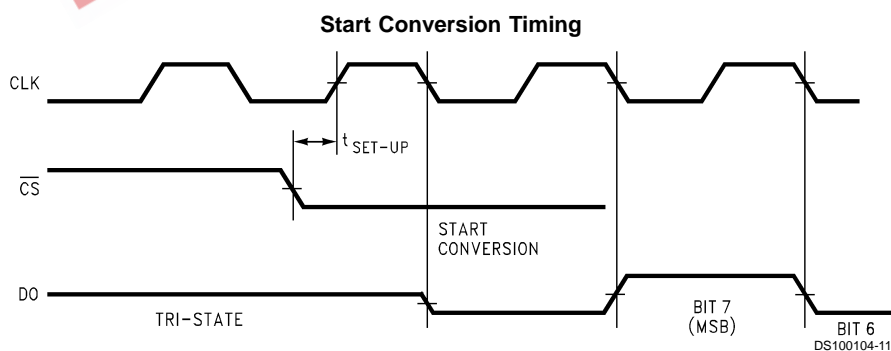 Start Conversion Timing
CLK
t SET-UP
CS
START
CONVERSION
DO
TRI-STATE
BIT 7
(MSB)
BIT 6
DS100104-11